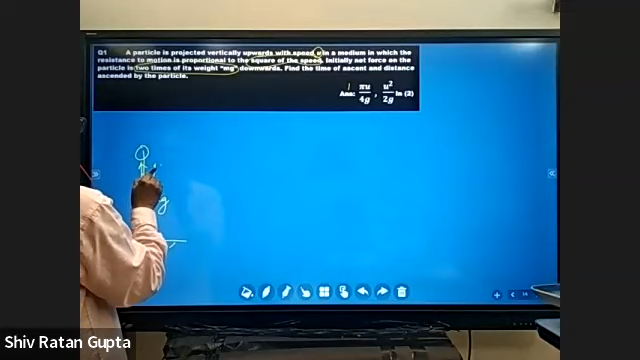 Q1 A particle is projected vertically upwards with speed u in a medium in which the
resistance to motion is proportional to the square of the speed. Initially net force on the
particle is two times of its weight "mg" downwards. Find the time of ascent and distance
ascended by the particle.
Ans: πu/4g , u²/2g ln (2)
g
14
Shiv Ratan Gupta